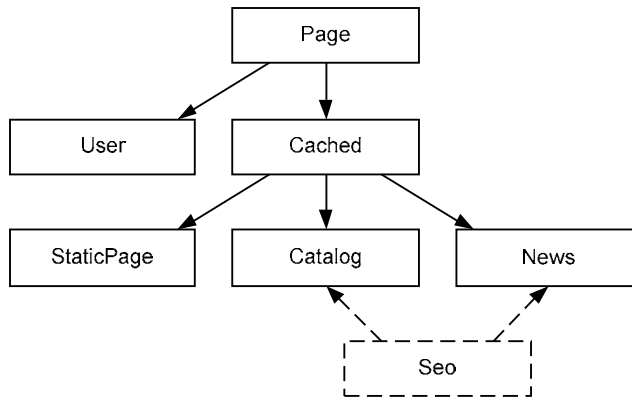 Page
User
Cached
StaticPage
Catalog
News
Seo